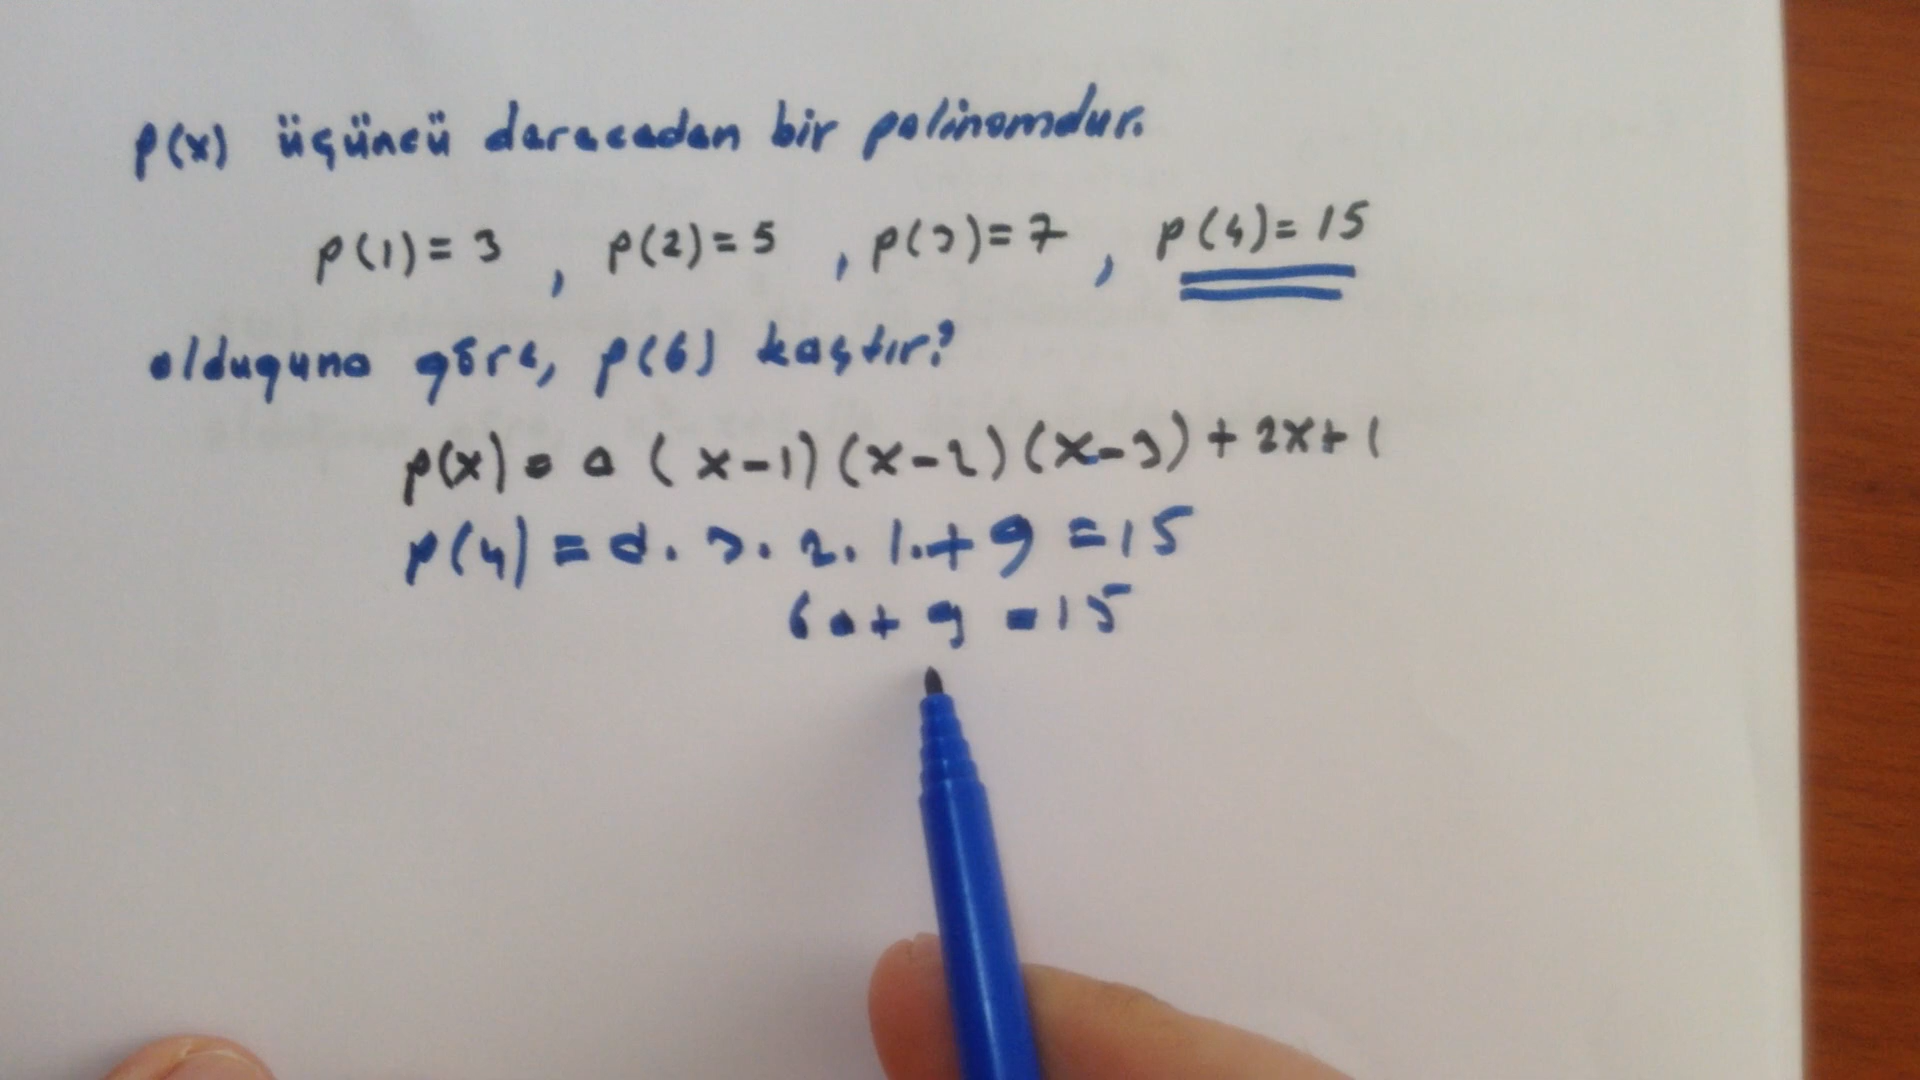 P(x) üçüncü dereceden bir polinomdur.
P(1)=3 , P(2)=5 , P(3)=7 , P(4)=15
olduguna göre, P(6) kaçtır?
P(x) = a (x-1)(x-2)(x-3) + 2x+1
P(4) = a. 3. 2. 1. + 9 = 15
6a + 9 = 15